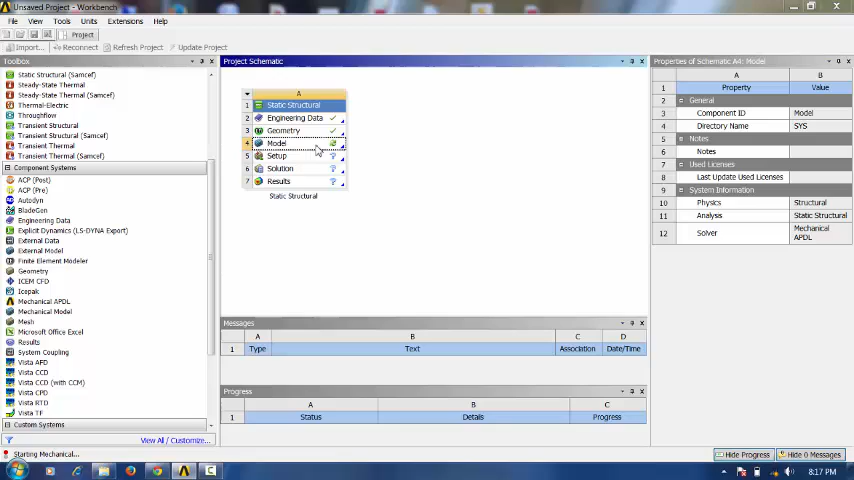 Unsaved Project - Workbench
File View Tools Units Extensions Help
Project
Import... Reconnect Refresh Project Update Project
Toolbox
Static Structural (Samcef)
Steady-State Thermal
Steady-State Thermal (Samcef)
Thermal-Electric
Throughflow
Transient Structural
Transient Structural (Samcef)
Transient Thermal
Transient Thermal (Samcef)
Component Systems
ACP (Post)
ACP (Pre)
Autodyn
BladeGen
Engineering Data
Explicit Dynamics (LS-DYNA Export)
External Data
External Model
Finite Element Modeler
Geometry
ICEM CFD
Icepak
Mechanical APDL
Mechanical Model
Mesh
Microsoft Office Excel
Results
System Coupling
Vista AFD
Vista CCD
Vista CCD (with CCM)
Vista CPD
Vista RTD
Vista TF
Custom Systems
View All / Customize...
Project Schematic
A
1 Static Structural
2 Engineering Data
3 Geometry
4 Model
5 Setup
6 Solution
7 Results
Static Structural
Messages
A B C D
1 Type Text Association Date/Time
Progress
A B C
1 Status Details Progress
Properties of Schematic A4: Model
A B
1 Property Value
2 General
3 Component ID Model
4 Directory Name SYS
5 Notes
6 Notes
7 Used Licenses
8 Last Update Used Licenses
9 System Information
10 Physics Structural
11 Analysis Static Structural
12 Solver Mechanical APDL
Starting Mechanical...
Hide Progress Hide 0 Messages
8:17 PM